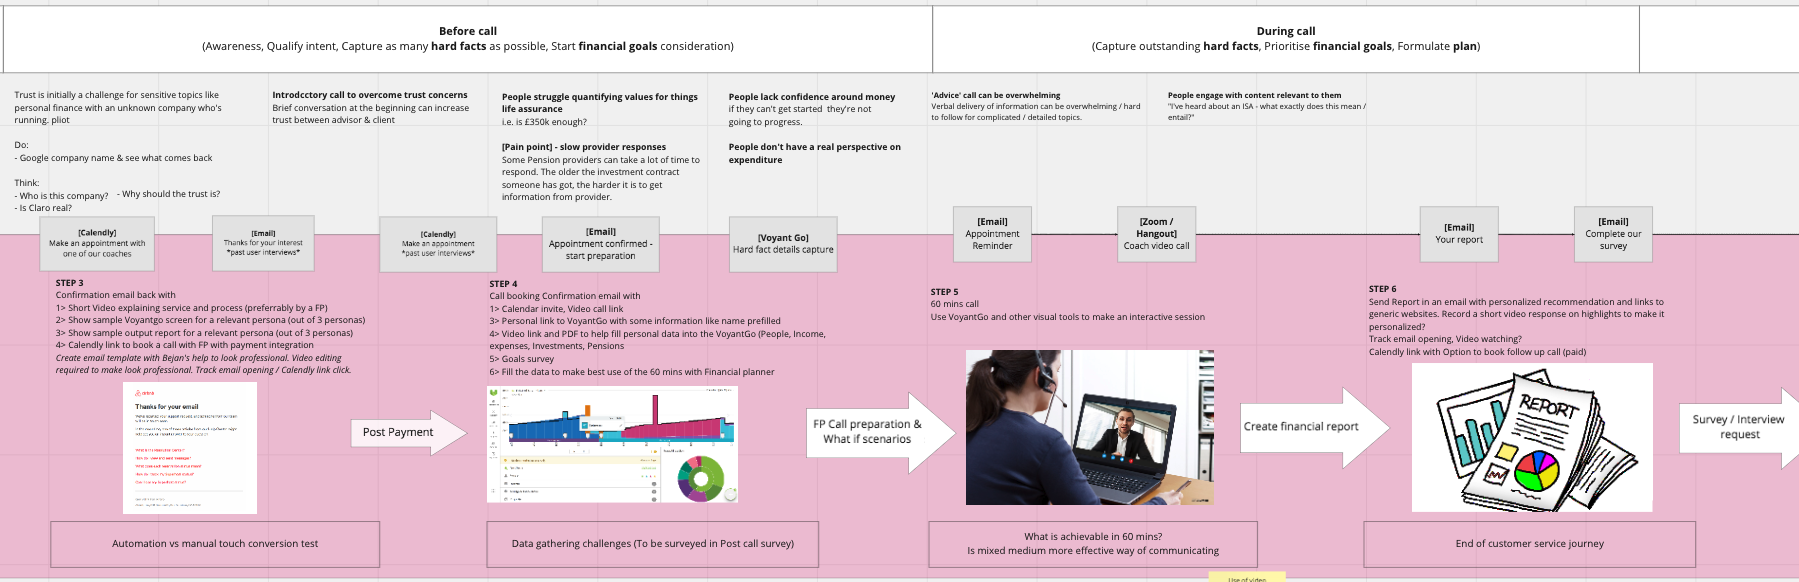 Before call
(Awareness, Qualify intent, Capture as many hard facts as possible, Start financial goals consideration)
During call
(Capture outstanding hard facts, Prioritise financial goals, Formulate plan)
Trust is initially a challenge for sensitive topics like
personal finance with an unknown company who's
running. pliot
Do:
- Google company name & see what comes back
Think:
- Who is this company?
- Why should the trust is?
- Is Claro real?
Introdcctory call to overcome trust concerns
Brief conversation at the beginning can increase
trust between advisor & client
People struggle quantifying values for things
life assurance
i.e. is £350k enough?
[Pain point] - slow provider responses
Some Pension providers can take a lot of time to
respond. The older the investment contract
someone has got, the harder it is to get
information from provider.
People lack confidence around money
if they can't get started they're not
going to progress.
People don't have a real perspective on
expenditure
'Advice' call can be overwhelming
Verbal delivery of information can be overwhelming / hard
to follow for complicated / detailed topics.
People engage with content relevant to them
"I've heard about an ISA - what exactly does this mean /
entail?"
[Calendly]
Make an appointment with
one of our coaches
[Email]
Thanks for your interest
*past user interviews*
[Calendly]
Make an appointment
*past user interviews*
[Email]
Appointment confirmed -
start preparation
[Voyant Go]
Hard fact details capture
[Email]
Appointment
Reminder
[Zoom /
Hangout]
Coach video call
[Email]
Your report
[Email]
Complete our
survey
STEP 3
Confirmation email back with
1> Short Video explaining service and process (preferably by a FP)
2> Show sample Voyantgo screen for a relevant persona (out of 3 personas)
3> Show sample output report for a relevant persona (out of 3 personas)
4> Calendly link to book a call with FP with payment integration
Create email template with Bejan's help to look professional. Video editing
required to make look professional. Track email opening / Calendly link click.
STEP 4
Call booking Confirmation email with
1> Calendar invite, Video call link
3> Personal link to VoyantGo with some information like name prefilled
4> Video link and PDF to help fill personal data into the VoyantGo (People, Income,
expenses, Investments, Pensions
5> Goals survey
6> Fill the data to make best use of the 60 mins with Financial planner
STEP 5
60 mins call
Use VoyantGo and other visual tools to make an interactive session
STEP 6
Send Report in an email with personalized recommendation and links to
generic websites. Record a short video response on highlights to make it
personalized?
Track email opening, Video watching?
Calendly link with Option to book follow up call (paid)
Thanks for your email
Post Payment
FP Call preparation &
What if scenarios
Create financial report
REPORT
Survey / Interview
request
Automation vs manual touch conversion test
Data gathering challenges (To be surveyed in Post call survey)
What is achievable in 60 mins?
Is mixed medium more effective way of communicating
End of customer service journey
Use of video